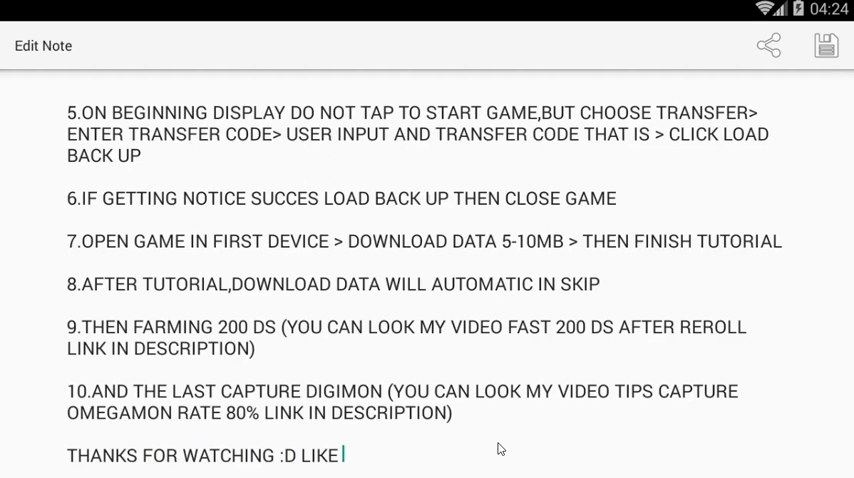 04:24
Edit Note
5.ON BEGINNING DISPLAY DO NOT TAP TO START GAME,BUT CHOOSE TRANSFER>
ENTER TRANSFER CODE> USER INPUT AND TRANSFER CODE THAT IS > CLICK LOAD
BACK UP
6.IF GETTING NOTICE SUCCES LOAD BACK UP THEN CLOSE GAME
7.OPEN GAME IN FIRST DEVICE > DOWNLOAD DATA 5-10MB > THEN FINISH TUTORIAL
8.AFTER TUTORIAL,DOWNLOAD DATA WILL AUTOMATIC IN SKIP
9.THEN FARMING 200 DS (YOU CAN LOOK MY VIDEO FAST 200 DS AFTER REROLL
LINK IN DESCRIPTION)
10.AND THE LAST CAPTURE DIGIMON (YOU CAN LOOK MY VIDEO TIPS CAPTURE
OMEGAMON RATE 80% LINK IN DESCRIPTION)
THANKS FOR WATCHING :D LIKE